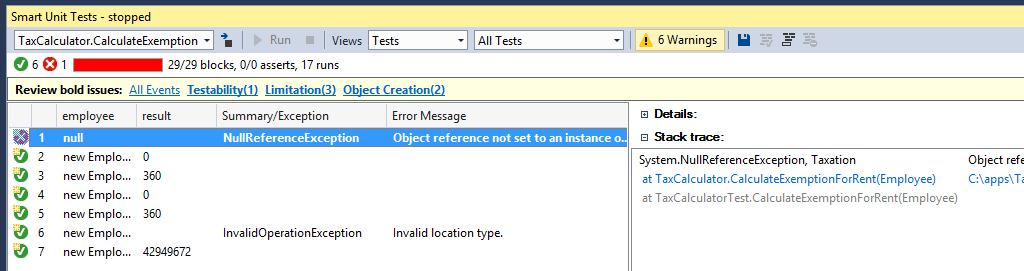 Smart Unit Tests - stopped
TaxCalculator.CalculateExemption Run Views Tests All Tests 6 Warnings
6 1 29/29 blocks, 0/0 asserts, 17 runs
Review bold issues: All Events Testability(1) Limitation(3) Object Creation(2)
employee result Summary/Exception Error Message
1 null NullReferenceException Object reference not set to an instance o...
2 new Emplo... 0
3 new Emplo... 360
4 new Emplo... 0
5 new Emplo... 360
6 new Emplo... InvalidOperationException Invalid location type.
7 new Emplo... 42949672
Details:
Stack trace:
System.NullReferenceException, Taxation Object refer
at TaxCalculator.CalculateExemptionForRent(Employee) C:\apps\Ta
at TaxCalculatorTest.CalculateExemptionForRent(Employee)